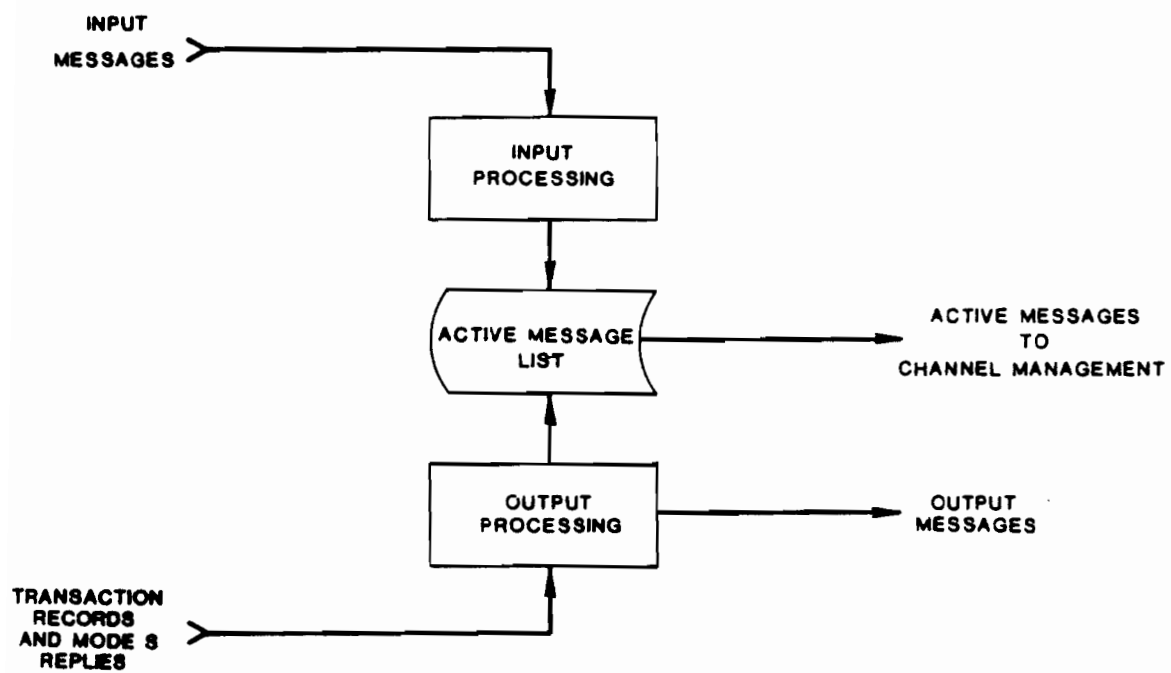 INPUT
MESSAGES
INPUT
PROCESSING
ACTIVE MESSAGE
LIST
ACTIVE MESSAGES
TO
CHANNEL MANAGEMENT
OUTPUT
PROCESSING
OUTPUT
MESSAGES
TRANSACTION
RECORDS
AND MODE S
REPLIES